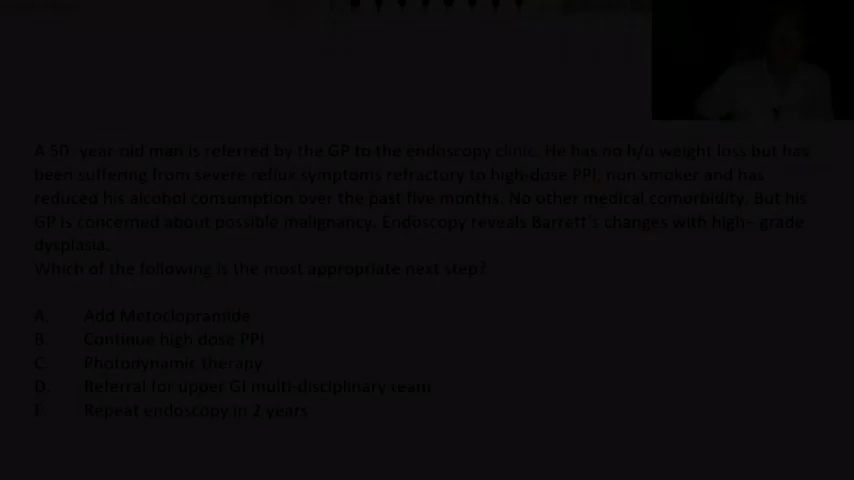 A 50- year-old man is referred by the GP to the endoscopy clinic. He has no h/o weight loss but has
been suffering from severe reflux symptoms refractory to high-dose PPI, non smoker and has
reduced his alcohol consumption over the past five months. No other medical comorbidity. But his
GP is concerned about possible malignancy. Endoscopy reveals Barrett's changes with high- grade
dysplasia.
Which of the following is the most appropriate next step?
A. Add Metoclopramide
B. Continue high dose PPI
C. Photodynamic therapy
D. Referral for upper GI multi-disciplinary team
E. Repeat endoscopy in 2 years